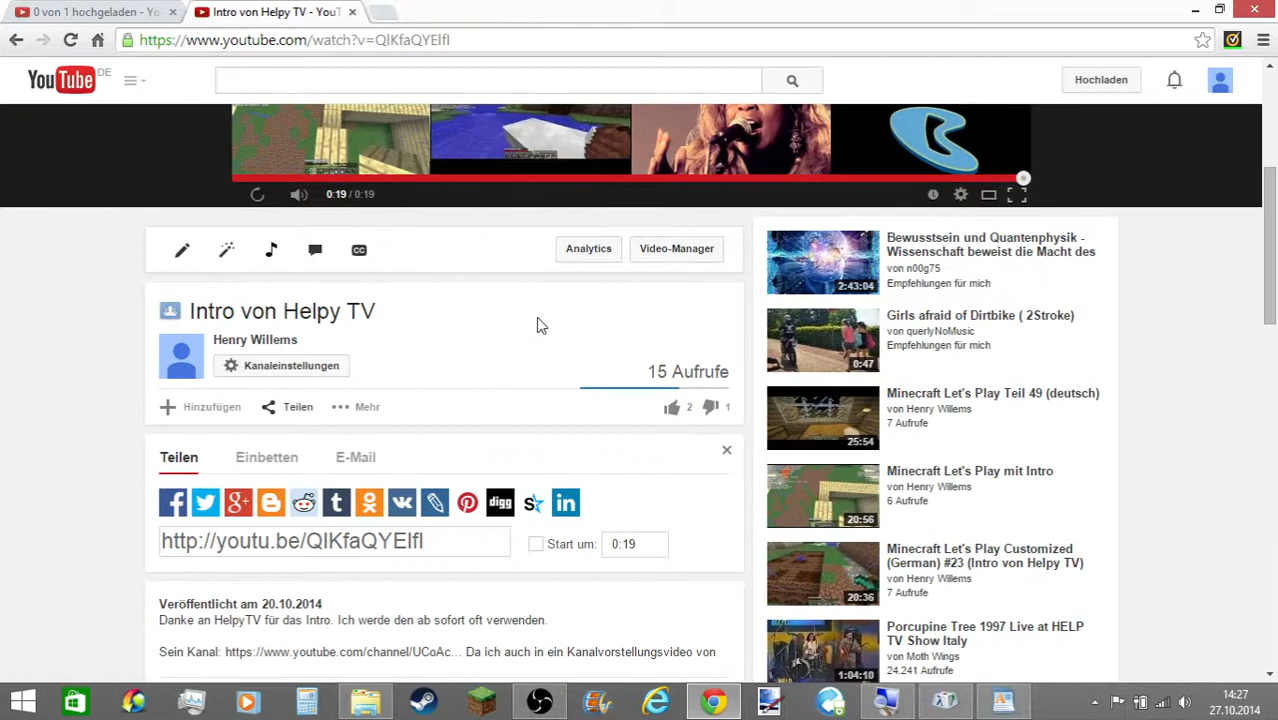 0 von 1 hochgeladen - Yo
Intro von Helpy TV - YouT
https://www.youtube.com/watch?v=QlKfaQYElfI
YouTube DE
Hochladen
0:19 / 0:19
Analytics
Video-Manager
Intro von Helpy TV
Henry Willems
Kanaleinstellungen
15 Aufrufe
Hinzufügen
Teilen
Mehr
2
1
Teilen
Einbetten
E-Mail
digg
http://youtu.be/QlKfaQYElfI
Start um:
0:19
Veröffentlicht am 20.10.2014
Danke an HelpyTV für das Intro. Ich werde den ab sofort oft verwenden.
Sein Kanal: https://www.youtube.com/channel/UCoAc... Da ich auch in ein Kanalvorstellungsvideo von
Bewusstsein und Quantenphysik -
Wissenschaft beweist die Macht des
von n00g75
Empfehlungen für mich
2:43:04
Girls afraid of Dirtbike ( 2Stroke)
von querlyNoMusic
Empfehlungen für mich
0:47
Minecraft Let's Play Teil 49 (deutsch)
von Henry Willems
7 Aufrufe
25:54
Minecraft Let's Play mit Intro
von Henry Willems
6 Aufrufe
20:56
Minecraft Let's Play Customized
(German) #23 (Intro von Helpy TV)
von Henry Willems
7 Aufrufe
20:36
Porcupine Tree 1997 Live at HELP
TV Show Italy
von Moth Wings
24.241 Aufrufe
1:04:10
14:27
27.10.2014